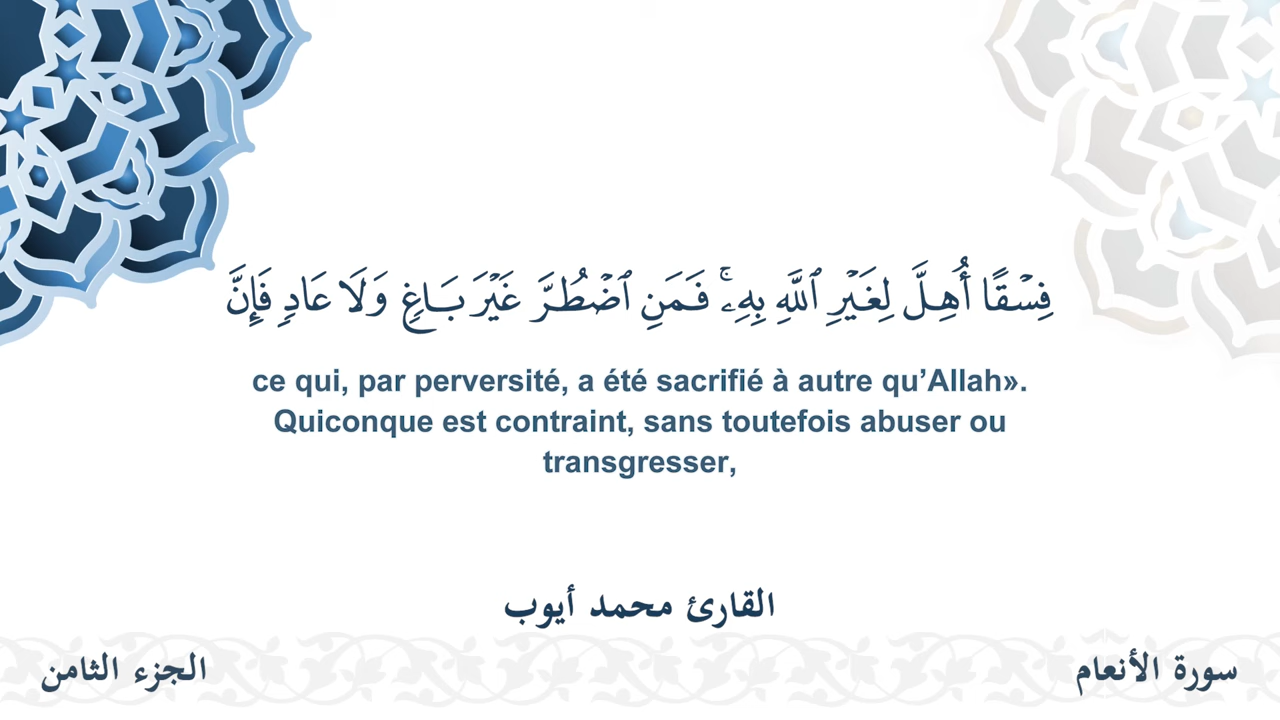 فِسۡقًا أُهِلَّ لِغَيۡرِ ٱللَّهِ بِهِۦۚ فَمَنِ ٱضۡطُرَّ غَيۡرَ بَاغٖ وَلَا عَادٖ فَإِنَّ
ce qui, par perversité, a été sacrifié à autre qu’Allah».
Quiconque est contraint, sans toutefois abuser ou
transgresser,
القارئ محمد أيوب
سورة الأنعام
الجزء الثامن